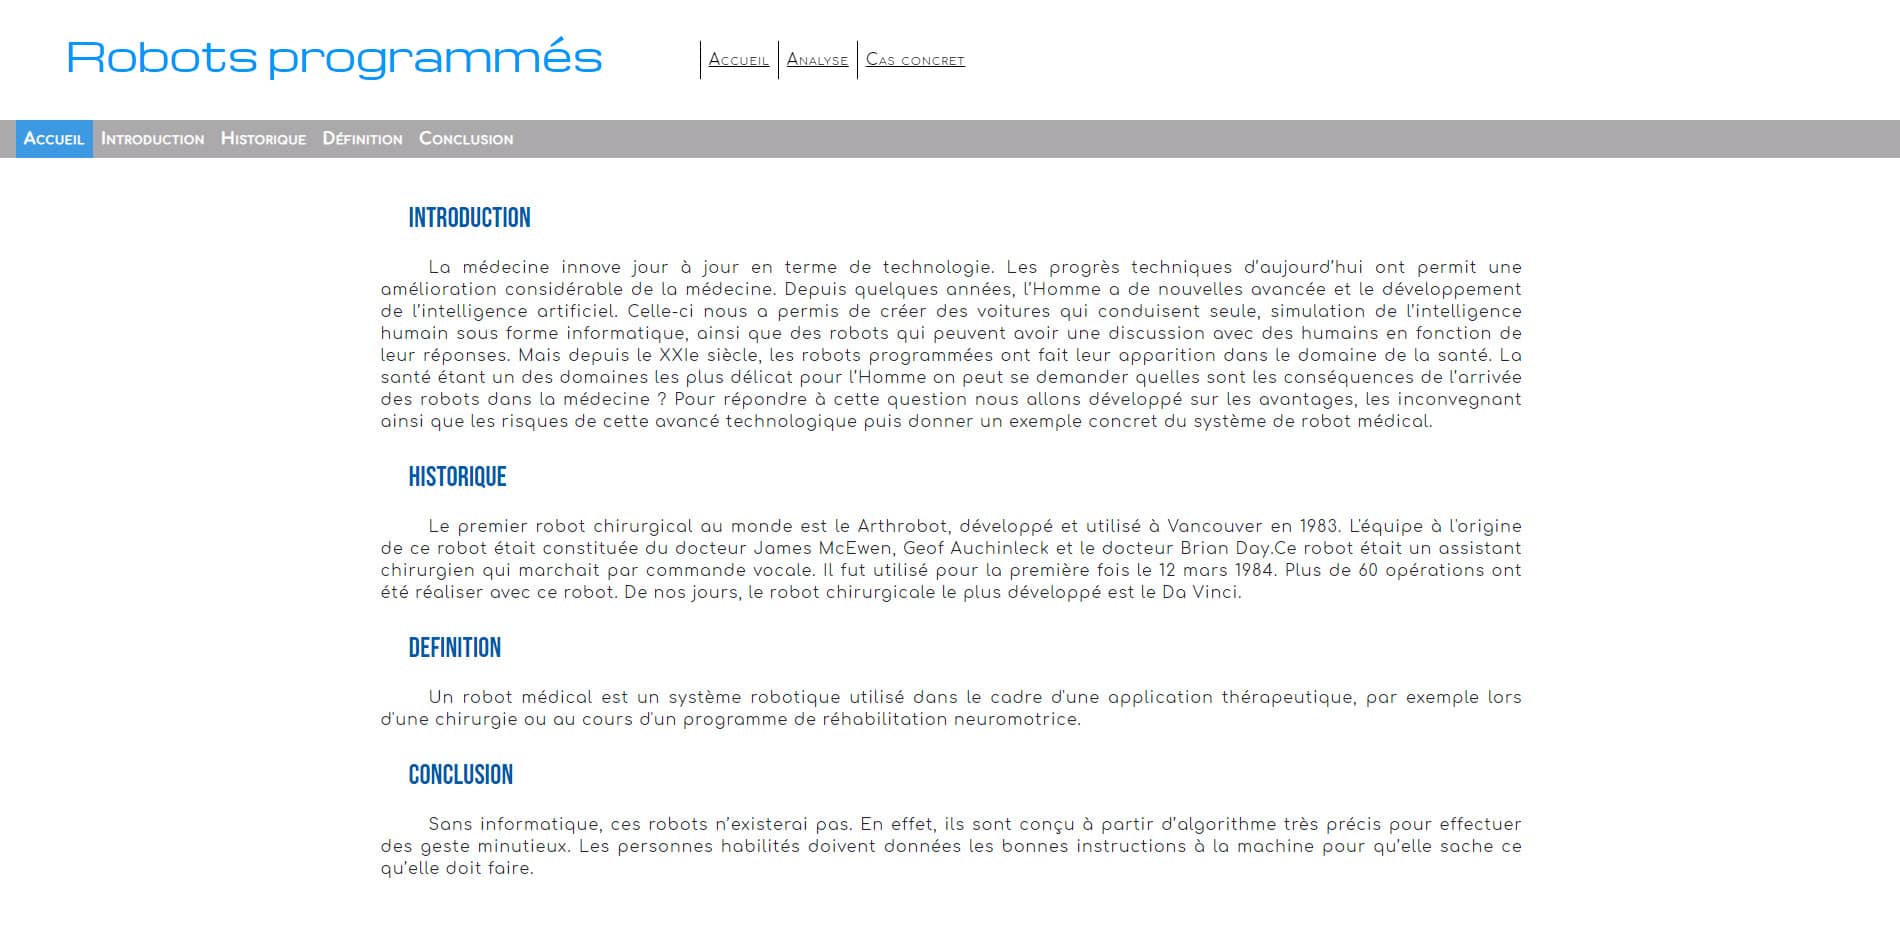 Robots programmés
Accueil Analyse Cas concret
Accueil Introduction Historique Définition Conclusion
INTRODUCTION
La médecine innove jour à jour en terme de technologie. Les progrès techniques d’aujourd’hui ont permit une
amélioration considérable de la médecine. Depuis quelques années, l’Homme a de nouvelles avancée et le développement
de l’intelligence artificiel. Celle-ci nous a permis de créer des voitures qui conduisent seule, simulation de l’intelligence
humain sous forme informatique, ainsi que des robots qui peuvent avoir une discussion avec des humains en fonction de
leur réponses. Mais depuis le XXIe siècle, les robots programmées ont fait leur apparition dans le domaine de la santé. La
santé étant un des domaines les plus délicat pour l’Homme on peut se demander quelles sont les conséquences de l’arrivée
des robots dans la médecine ? Pour répondre à cette question nous allons développé sur les avantages, les inconvegnant
ainsi que les risques de cette avancé technologique puis donner un exemple concret du système de robot médical.
HISTORIQUE
Le premier robot chirurgical au monde est le Arthrobot, développé et utilisé à Vancouver en 1983. L'équipe à l'origine
de ce robot était constituée du docteur James McEwen, Geof Auchinleck et le docteur Brian Day.Ce robot était un assistant
chirurgien qui marchait par commande vocale. Il fut utilisé pour la première fois le 12 mars 1984. Plus de 60 opérations ont
été réaliser avec ce robot. De nos jours, le robot chirurgicale le plus développé est le Da Vinci.
DEFINITION
Un robot médical est un système robotique utilisé dans le cadre d'une application thérapeutique, par exemple lors
d'une chirurgie ou au cours d'un programme de réhabilitation neuromotrice.
CONCLUSION
Sans informatique, ces robots n’existerai pas. En effet, ils sont conçu à partir d’algorithme très précis pour effectuer
des geste minutieux. Les personnes habilités doivent données les bonnes instructions à la machine pour qu’elle sache ce
qu’elle doit faire.